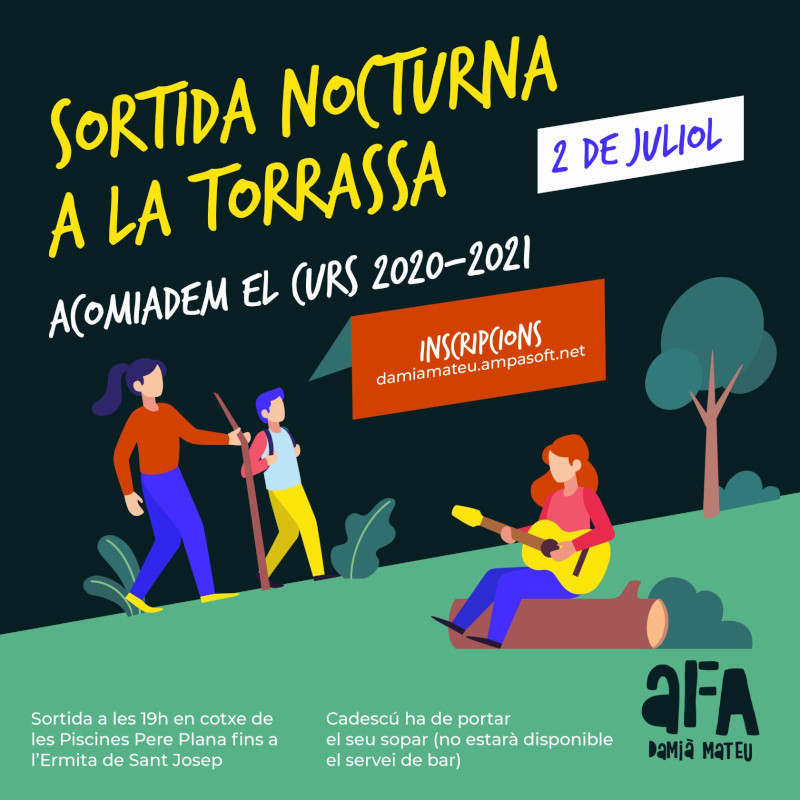 SORTIDA NOCTURNA
A LA TORRASSA
2 DE JULIOL
ACOMIADEM EL CURS 2020-2021
INSCRIPCIONS
damiamateu.ampasoft.net
Sortida a les 19h en cotxe de
les Piscines Pere Plana fins a
l'Ermita de Sant Josep
Cadescú ha de portar
el seu sopar (no estarà disponible
el servei de bar)
aFA
DAMIÀ MATEU